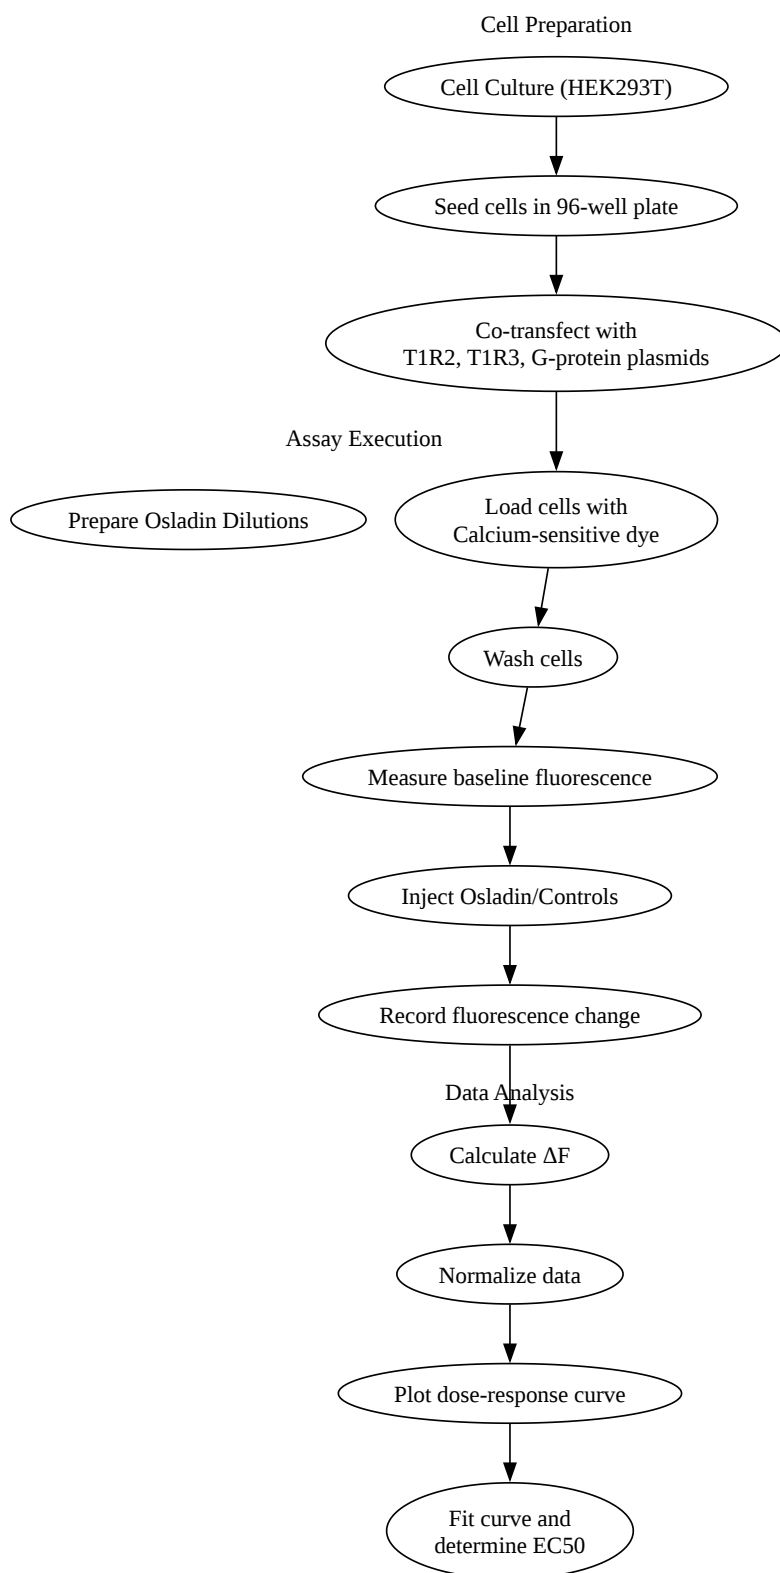 Cell Preparation
Cell Culture (HEK293T)
Seed cells in 96-well plate
Co-transfect with
T1R2, T1R3, G-protein plasmids
Assay Execution
Prepare Osladin Dilutions
Load cells with
Calcium-sensitive dye
Wash cells
Measure baseline fluorescence
Inject Osladin/Controls
Record fluorescence change
Data Analysis
Calculate ΔF
Normalize data
Plot dose-response curve
Fit curve and
determine EC50